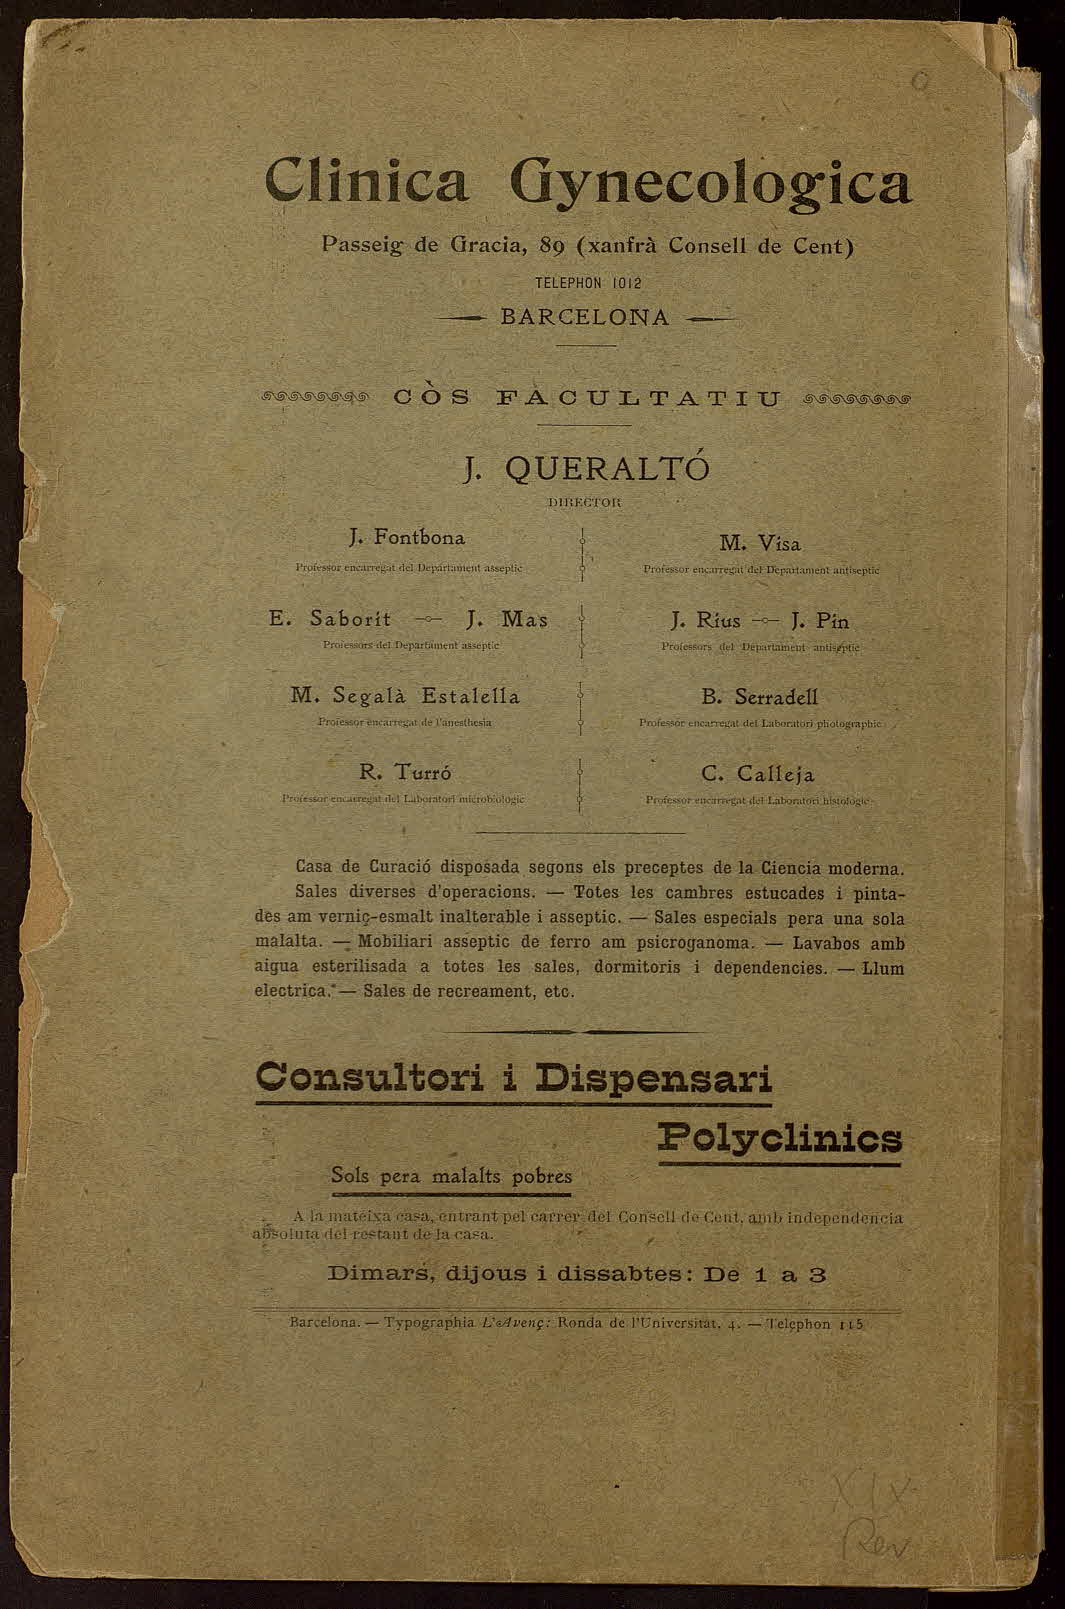 Clinica Gynecologica
Passeig de Gracia, 89 (xanfrà Consell de Cent)
TELEPHON 1012
BARCELONA
CÒS FACULTATIU
J. QUERALTÓ
DIRECTOR
J. Fontbona
Professor encarregat del Departament asseptic
M. Visa
Professor encarregat del Departament antiseptic
E. Saborit —o— J. Mas
Professors del Departament asseptic
J. Rius —o— J. Pin
Professors del Departament antiseptic
M. Segalà Estalella
Professor encarregat de l'anesthesia
B. Serradell
Professor encarregat del Laboratori photographic
R. Turró
Professor encarregat del Laboratori microbiologic
C. Calleja
Professor encarregat del Laboratori histologic
Casa de Curació disposada segons els preceptes de la Ciencia moderna.
Sales diverses d'operacions. — Totes les cambres estucades i pinta-
des am verniç-esmalt inalterable i asseptic. — Sales especials pera una sola
malalta. — Mobiliari asseptic de ferro am psicroganoma. — Lavabos amb
aigua esterilisada a totes les sales, dormitoris i dependencies. — Llum
electrica. — Sales de recreament, etc.
Consultori i Dispensari
Polyclinics
Sols pera malalts pobres
A la mateixa casa, entrant pel carrer del Consell de Cent, amb independencia
absoluta del restant de la casa.
Dimars, dijous i dissabtes: De 1 a 3
Barcelona. — Typographia L'Avenç: Ronda de l'Universitat, 4. — Telephon 115
XIX
Rev